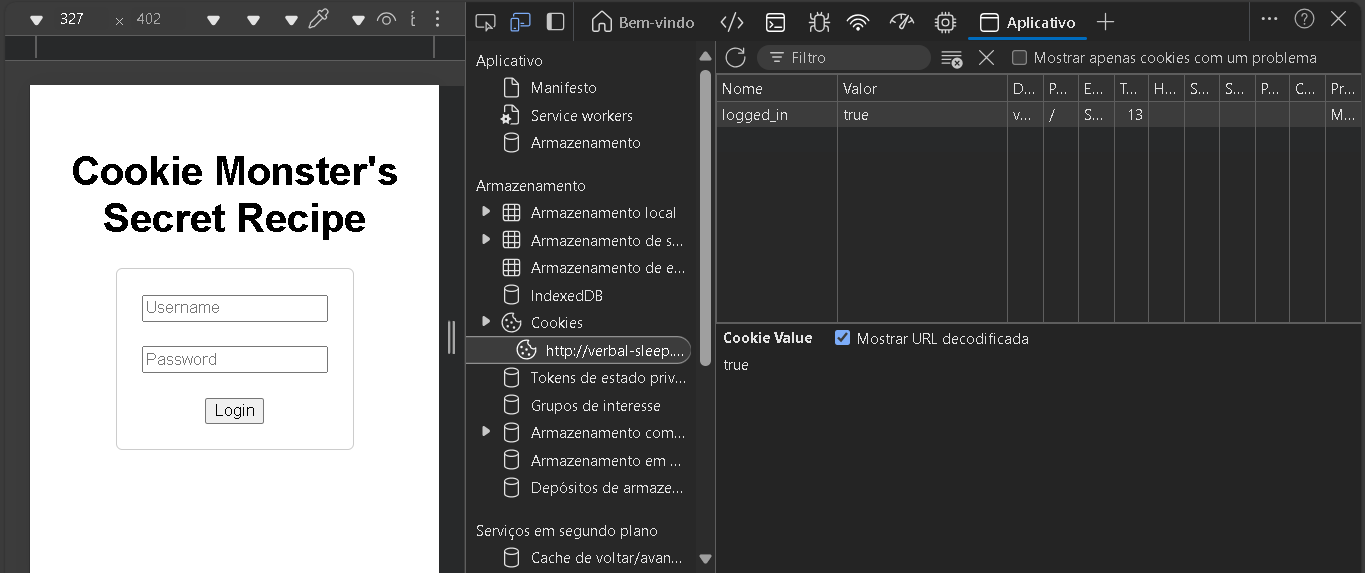 327 × 402
Cookie Monster's
Secret Recipe
Username
Password
Login
Bem-vindo
Aplicativo
Aplicativo
Manifesto
Service workers
Armazenamento
Armazenamento
Armazenamento local
Armazenamento de s...
Armazenamento de e...
IndexedDB
Cookies
http://verbal-sleep....
Tokens de estado priv...
Grupos de interesse
Armazenamento com...
Armazenamento em ...
Depósitos de armaze...
Serviços em segundo plano
Cache de voltar/avan...
Filtro
Mostrar apenas cookies com um problema
Nome Valor D... P... E... T... H... S... S... P... C... Pr...
logged_in true v... / S... 13 M...
Cookie Value Mostrar URL decodificada
true